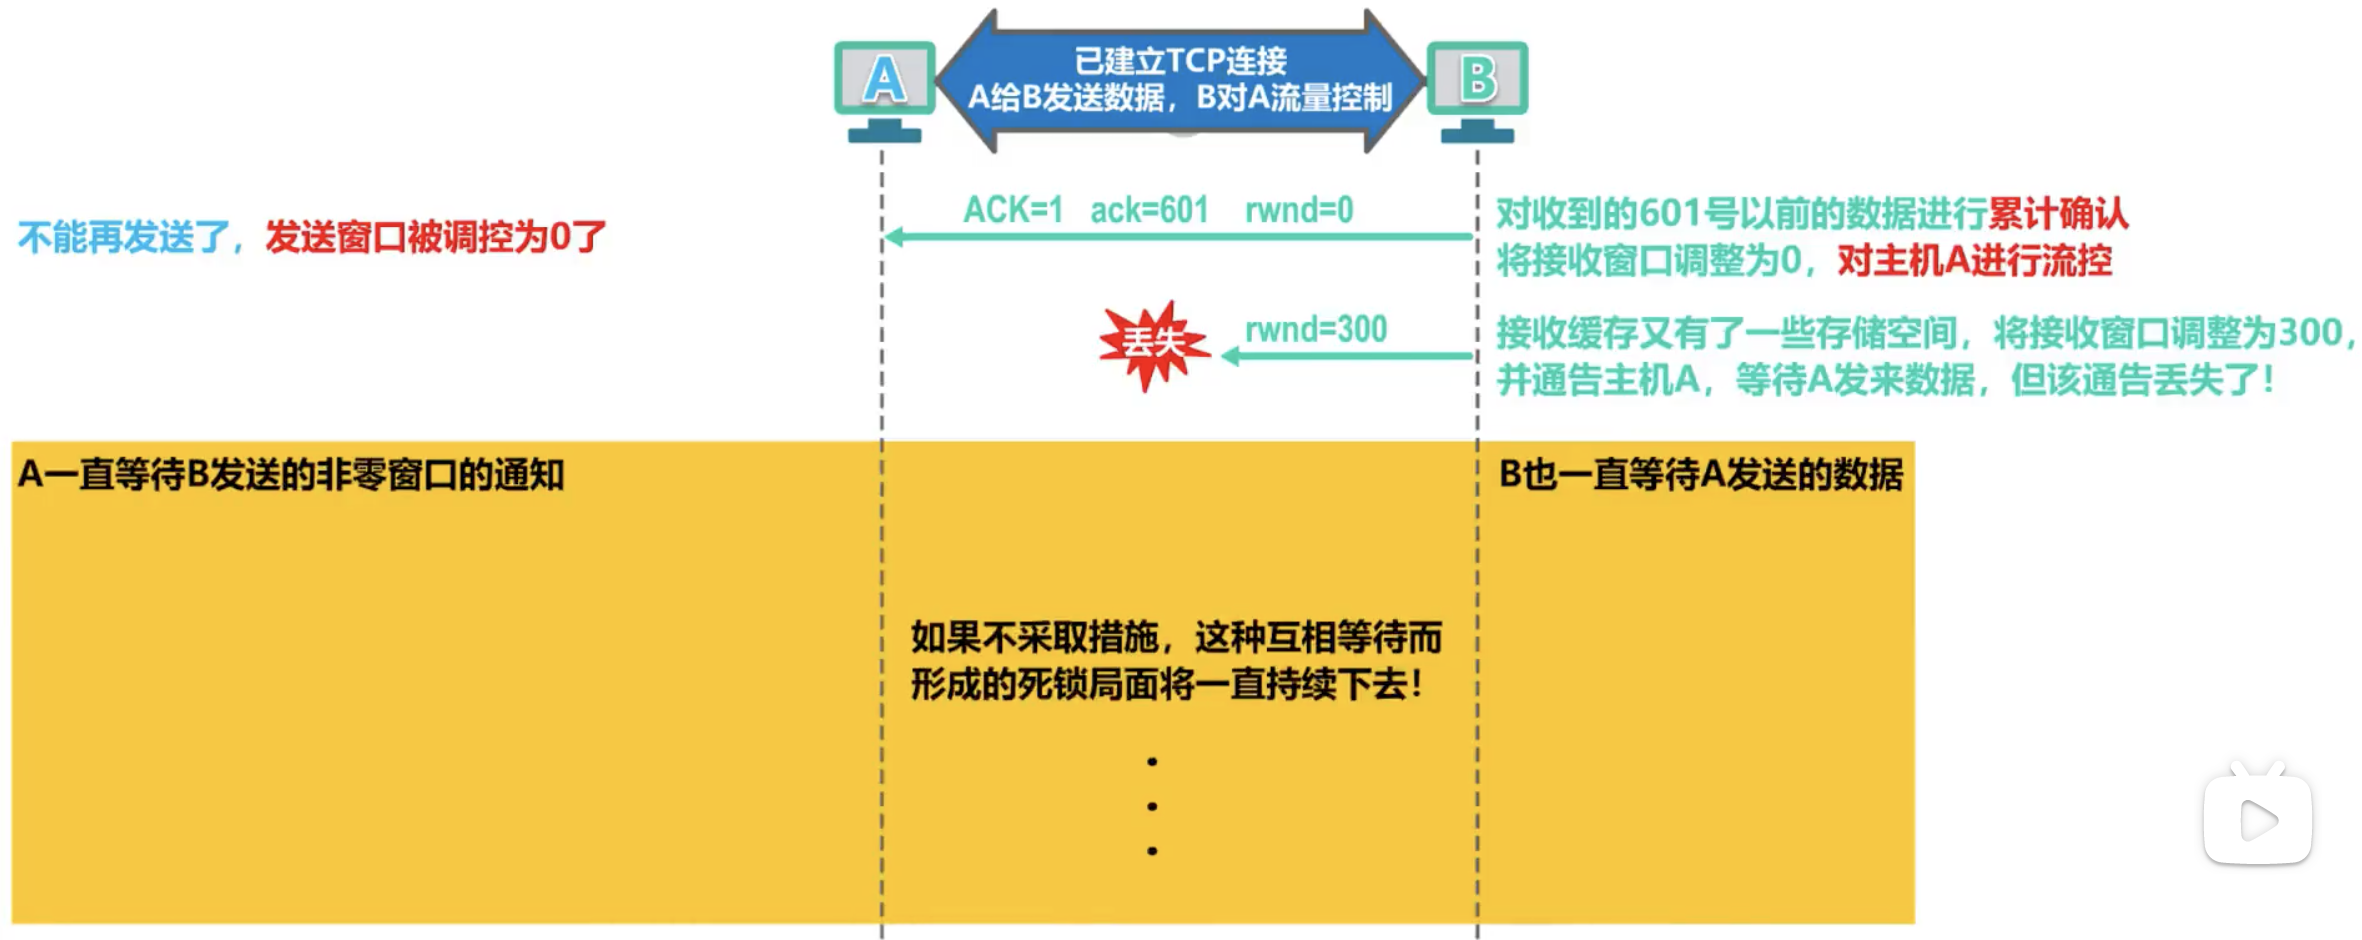 A
已建立TCP连接
A给B发送数据，B对A流量控制
B
ACK=1 ack=601 rwnd=0
不能再发送了，发送窗口被调控为0了
对收到的601号以前的数据进行累计确认
将接收窗口调整为0，对主机A进行流控
丢失
rwnd=300
接收缓存又有了一些存储空间，将接收窗口调整为300，
并通告主机A，等待A发来数据，但该通告丢失了！
A一直等待B发送的非零窗口的通知
B也一直等待A发送的数据
如果不采取措施，这种互相等待而
形成的死锁局面将一直持续下去！